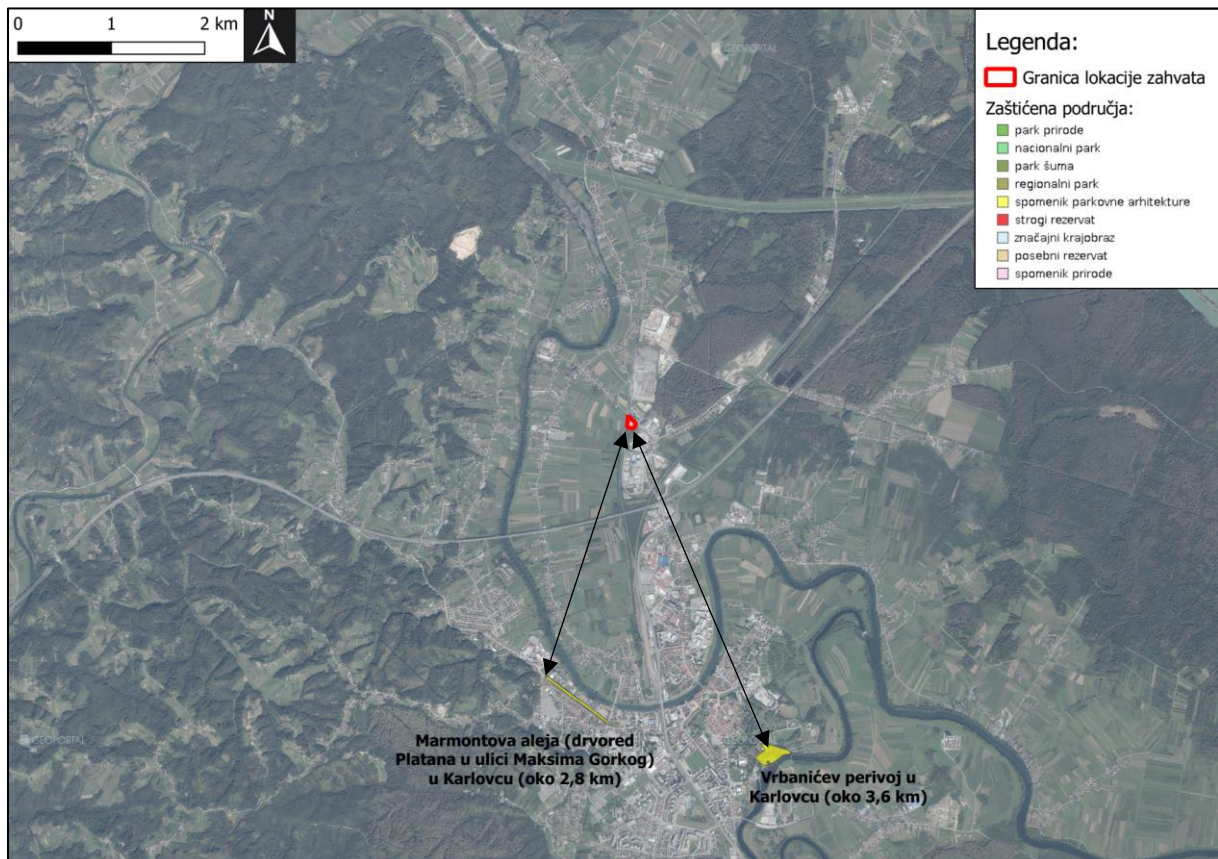 0 1 2 km
N
Legenda:
Granica lokacije zahvata
Zaštićena područja:
park prirode
nacionalni park
park šuma
regionalni park
spomenik parkovne arhitekture
strogi rezervat
značajni krajobraz
posebni rezervat
spomenik prirode
GEOPORTAL
GEOPORTAL
Marmontova aleja (drvored
Platana u ulici Maksima Gorkog)
u Karlovcu (oko 2,8 km)
Vrbanićev perivoj u
Karlovcu (oko 3,6 km)